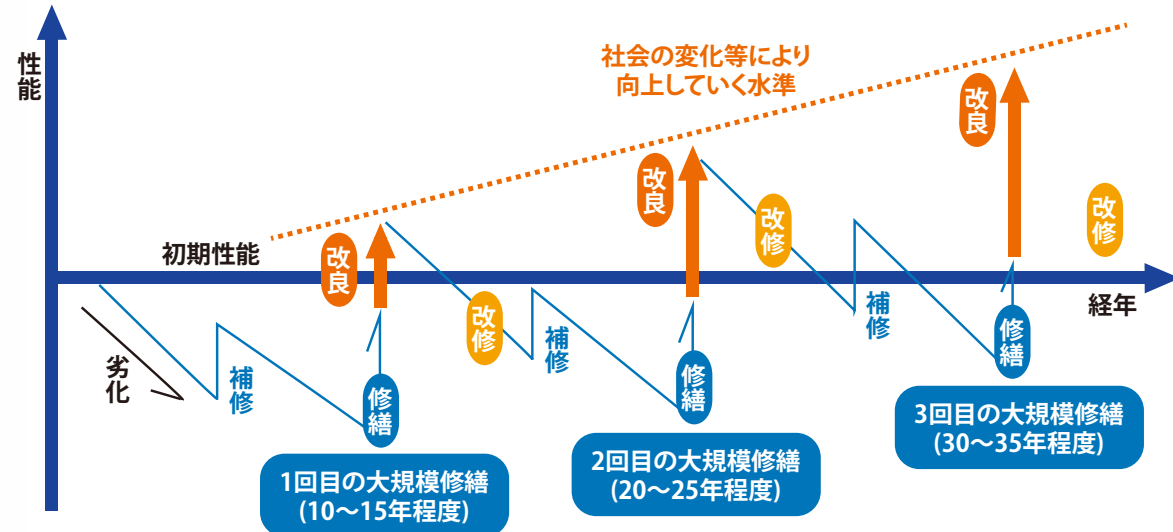 性能
社会の変化等により
向上していく水準
初期性能
経年
劣化
補修
修繕
改良
改修
補修
修繕
改良
改修
補修
修繕
改良
改修
1回目の大規模修繕
(10〜15年程度)
2回目の大規模修繕
(20〜25年程度)
3回目の大規模修繕
(30〜35年程度)